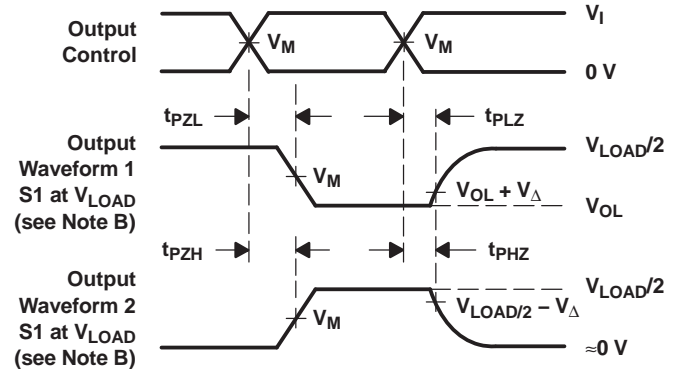 Output
Control
V_M
V_M
V_I
0 V
t_PZL
t_PLZ
Output
Waveform 1
S1 at V_LOAD
(see Note B)
V_M
V_OL + V_Δ
V_LOAD/2
V_OL
t_PZH
t_PHZ
Output
Waveform 2
S1 at V_LOAD
(see Note B)
V_M
V_LOAD/2 – V_Δ
V_LOAD/2
≈0 V